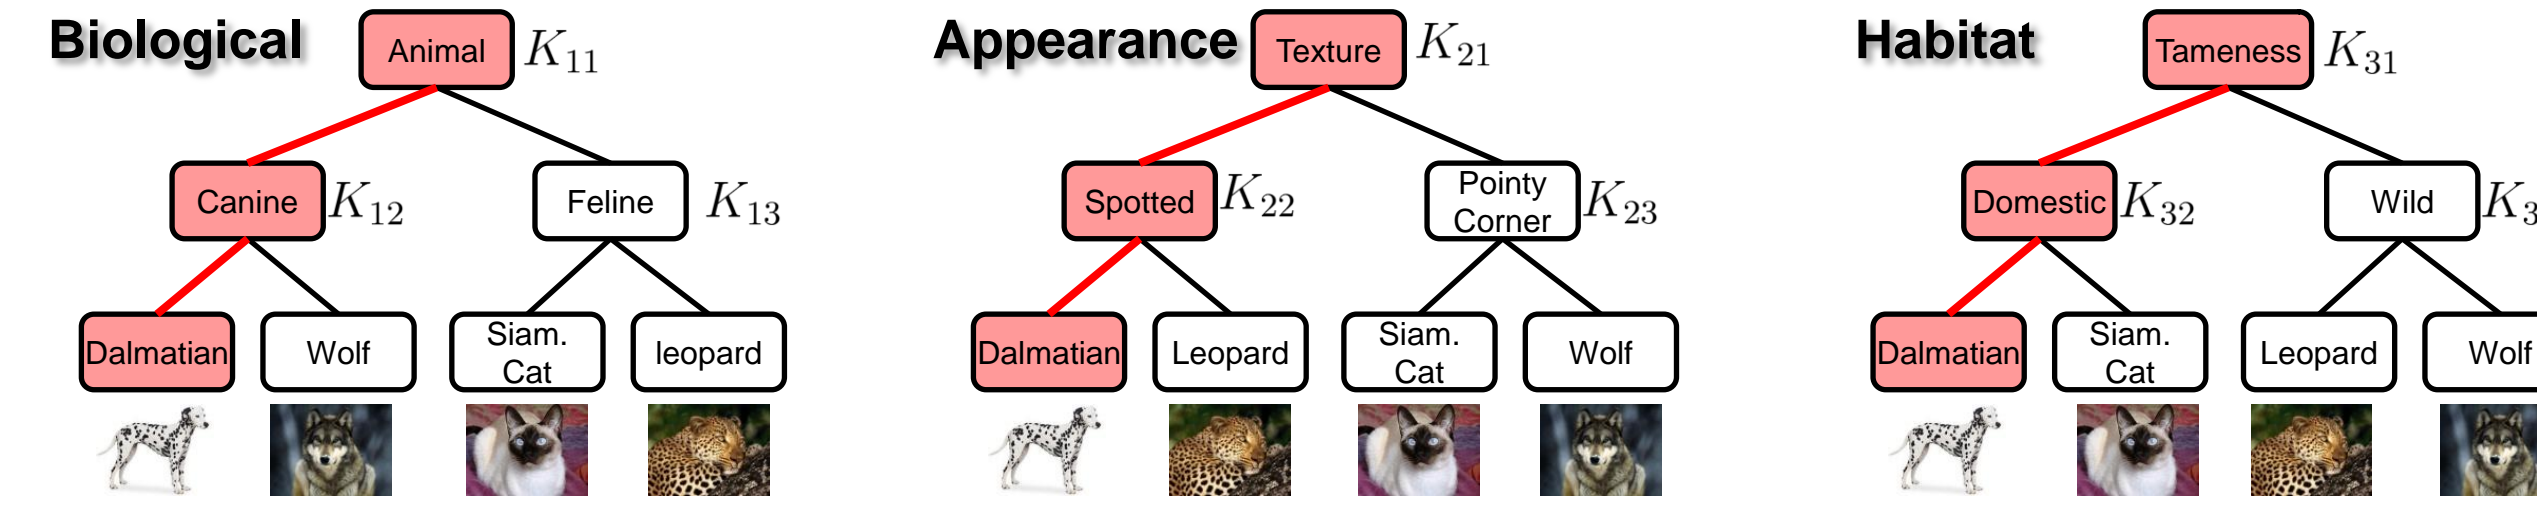 Biological
Animal
K11
Canine
K12
Feline
K13
Dalmatian
Wolf
Siam.
Cat
leopard
Appearance
Texture
K21
Spotted
K22
Pointy
Corner
K23
Dalmatian
Leopard
Siam.
Cat
Wolf
Habitat
Tameness
K31
Domestic
K32
Wild
K3
Dalmatian
Siam.
Cat
Leopard
Wolf